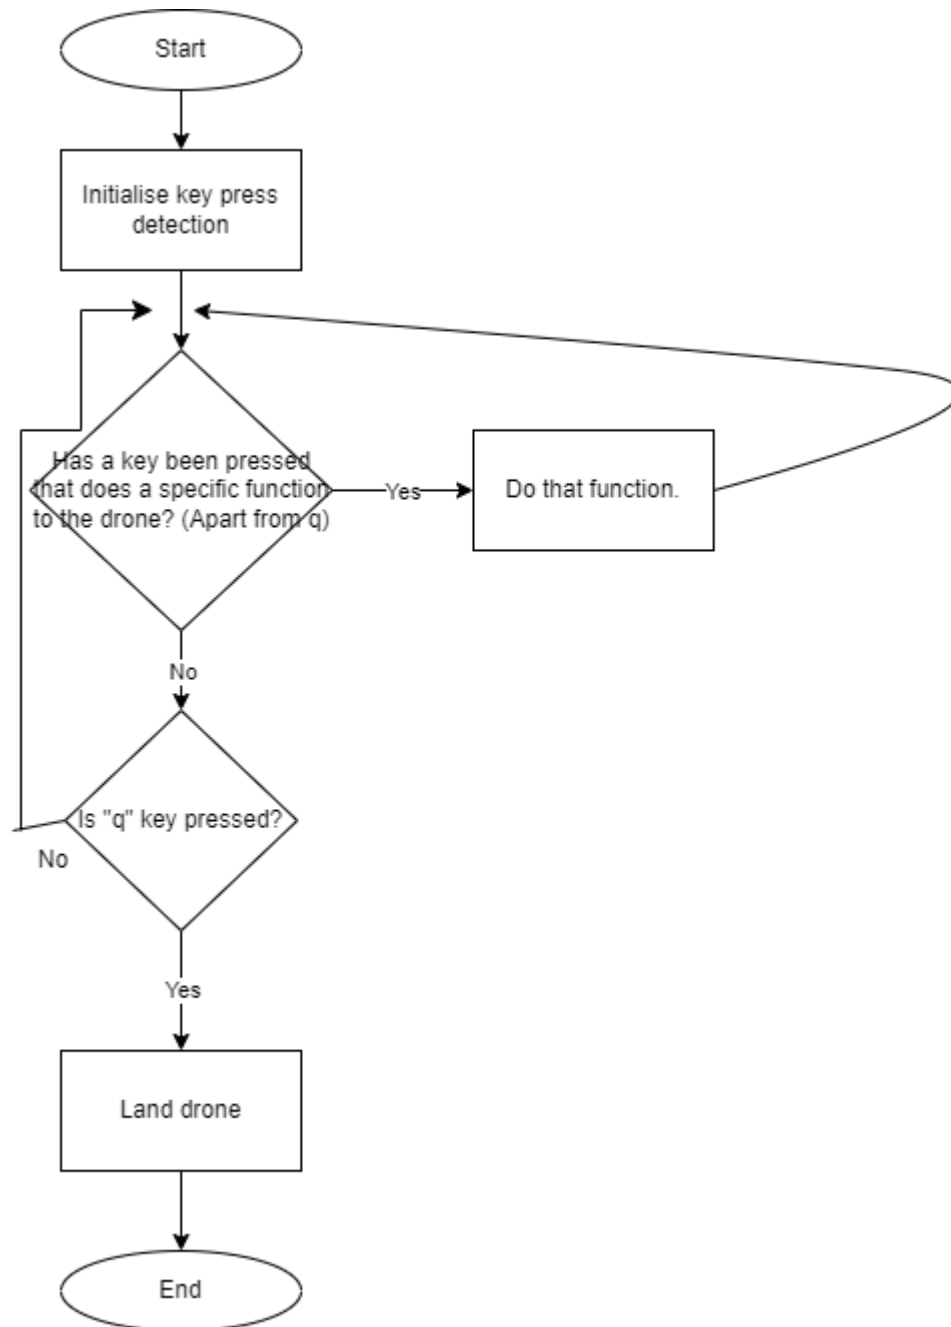 Start
Initialise key press
detection
Has a key been pressed
that does a specific function
to the drone? (Apart from q)
Yes
Do that function.
No
Is "q" key pressed?
No
Yes
Land drone
End